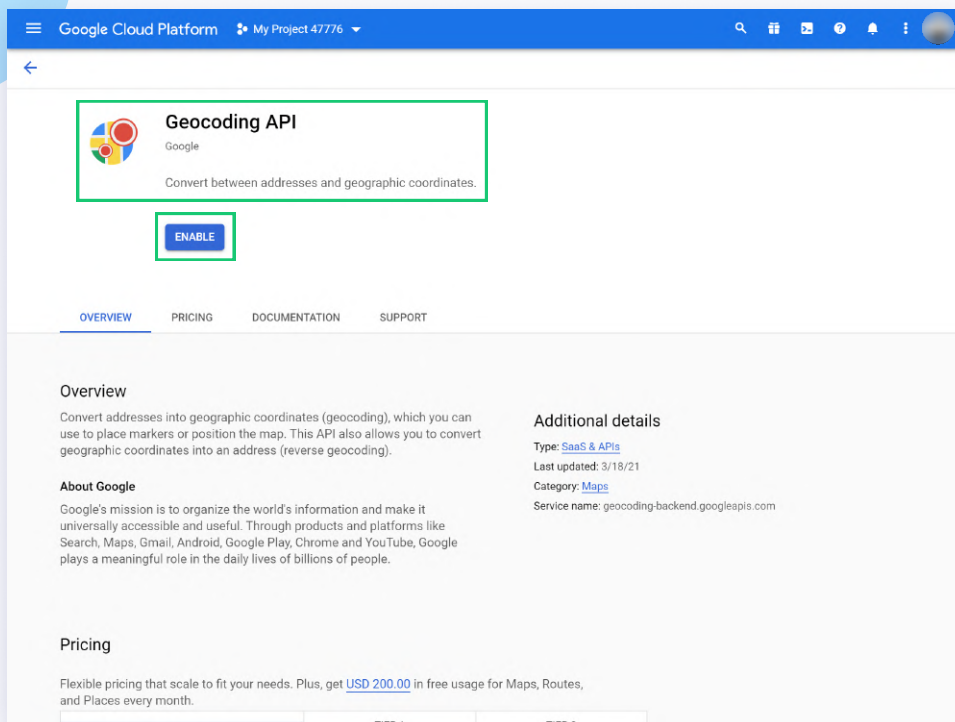 Google Cloud Platform My Project 47776
Geocoding API
Google
Convert between addresses and geographic coordinates.
ENABLE
OVERVIEW PRICING DOCUMENTATION SUPPORT
Overview
Convert addresses into geographic coordinates (geocoding), which you can
use to place markers or position the map. This API also allows you to convert
geographic coordinates into an address (reverse geocoding).
About Google
Google's mission is to organize the world's information and make it
universally accessible and useful. Through products and platforms like
Search, Maps, Gmail, Android, Google Play, Chrome and YouTube, Google
plays a meaningful role in the daily lives of billions of people.
Additional details
Type: SaaS & APIs
Last updated: 3/18/21
Category: Maps
Service name: geocoding-backend.googleapis.com
Pricing
Flexible pricing that scale to fit your needs. Plus, get USD 200.00 in free usage for Maps, Routes,
and Places every month.